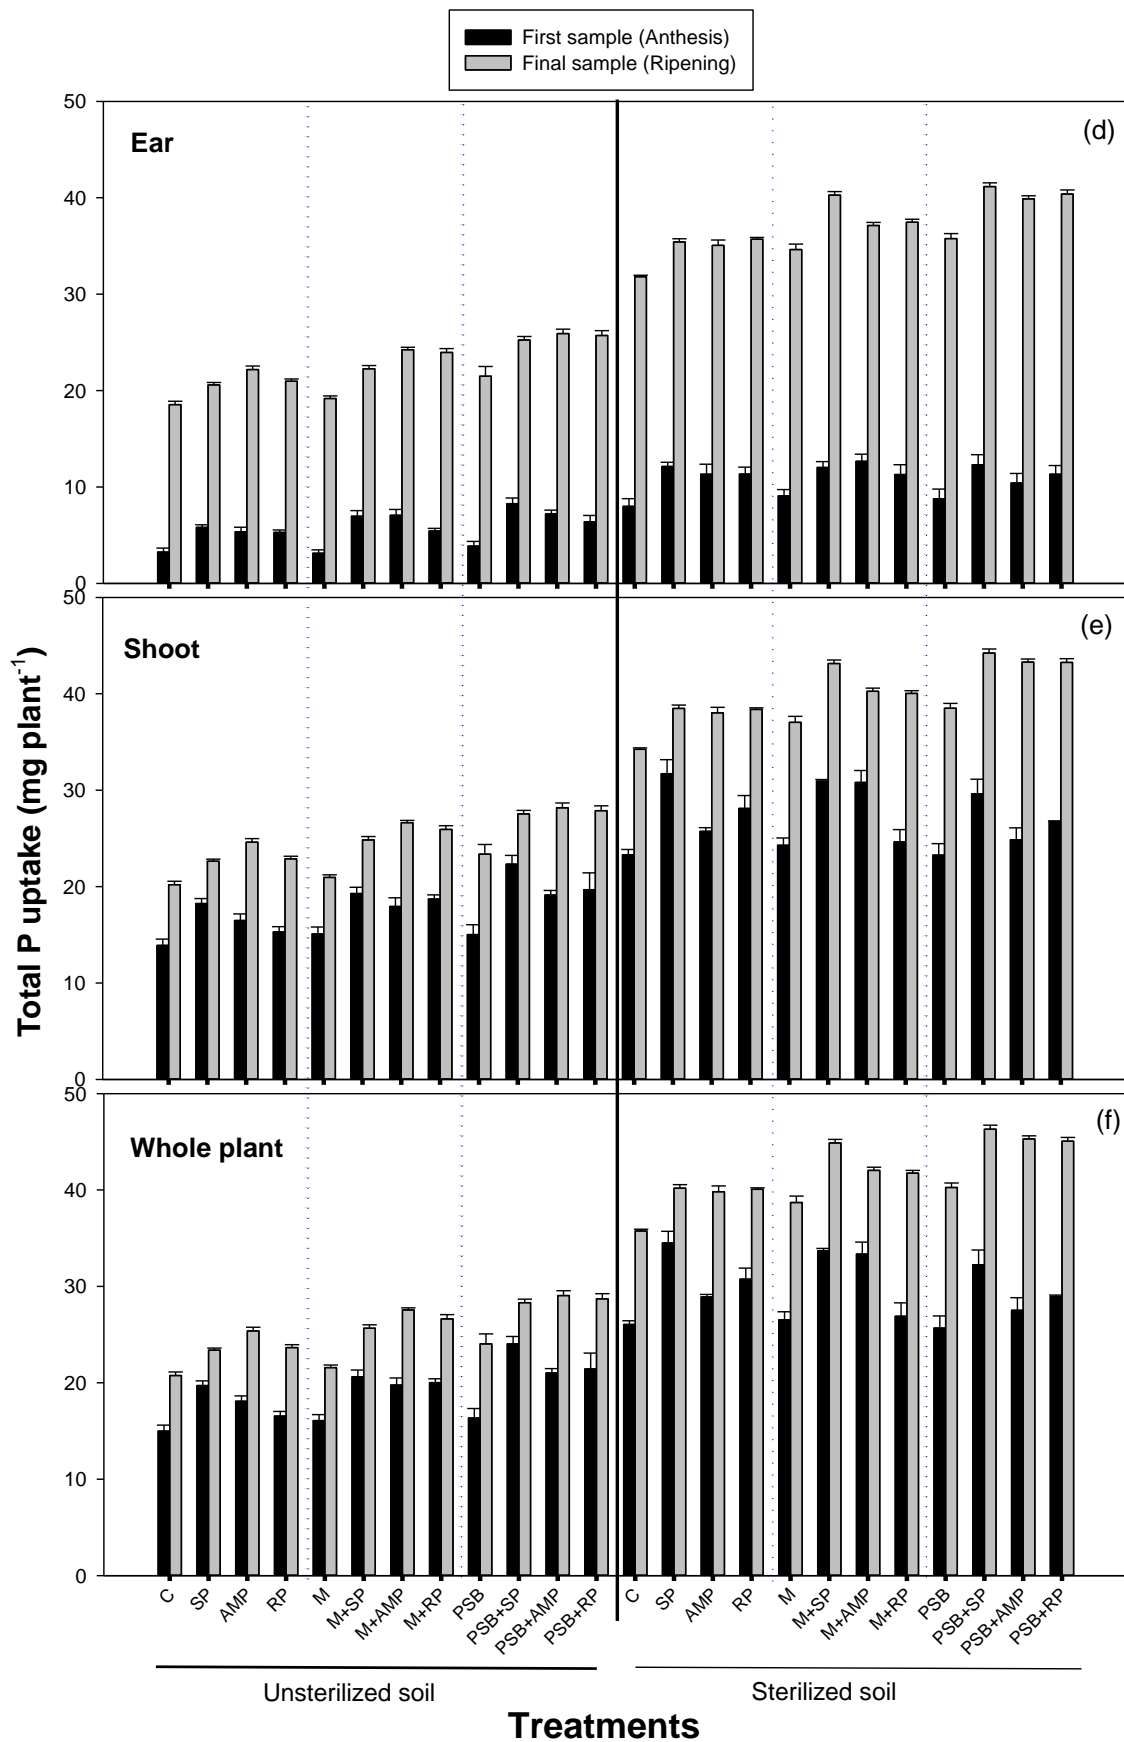 First sample (Anthesis)
Final sample (Ripening)
50
40
30
20
10
0
Ear
(d)
50
40
30
20
10
0
Shoot
(e)
50
40
30
20
10
0
Whole plant
(f)
Total P uptake (mg plant-1)
C
SP
AMP
RP
M
M+SP
M+AMP
M+RP
PSB
PSB+SP
PSB+AMP
PSB+RP
C
SP
AMP
RP
M
M+SP
M+AMP
M+RP
PSB
PSB+SP
PSB+AMP
PSB+RP
Unsterilized soil
Sterilized soil
Treatments